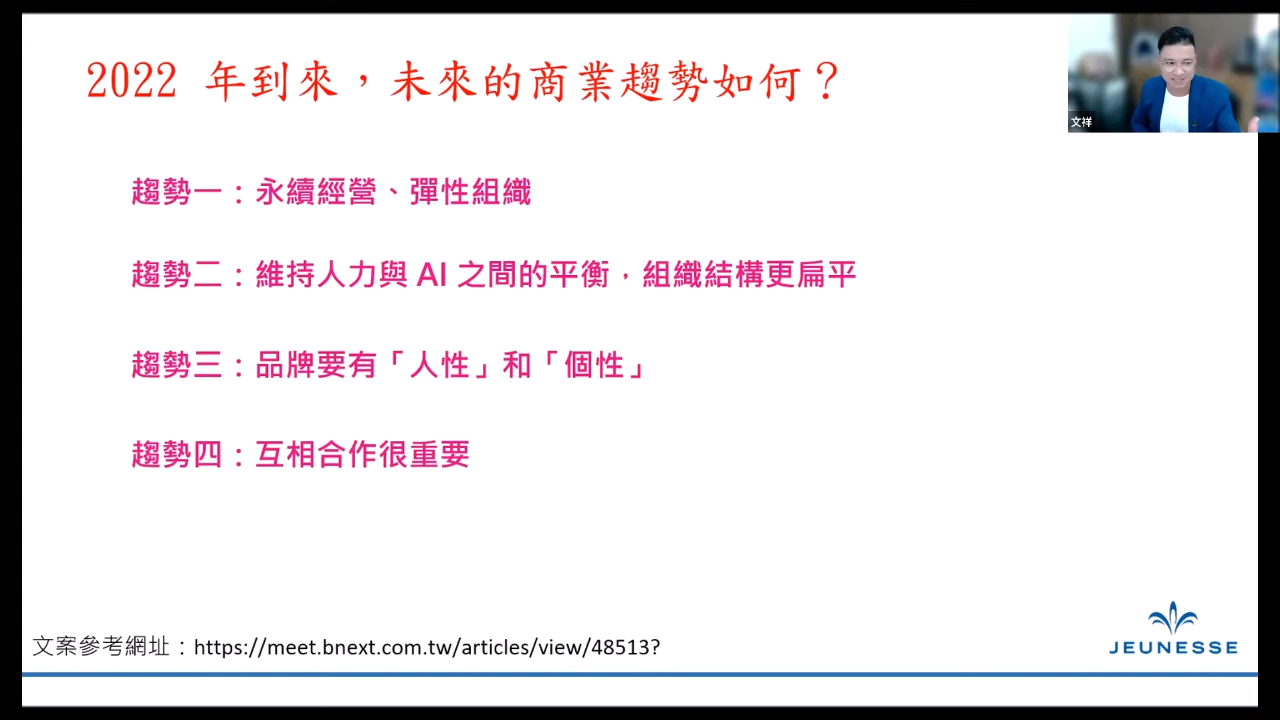 2022 年到來，未來的商業趨勢如何？
文祥
趨勢一：永續經營、彈性組織
趨勢二：維持人力與 AI 之間的平衡，組織結構更扁平
趨勢三：品牌要有「人性」和「個性」
趨勢四：互相合作很重要
文案參考網址：https://meet.bnext.com.tw/articles/view/48513?
JEUNESSE